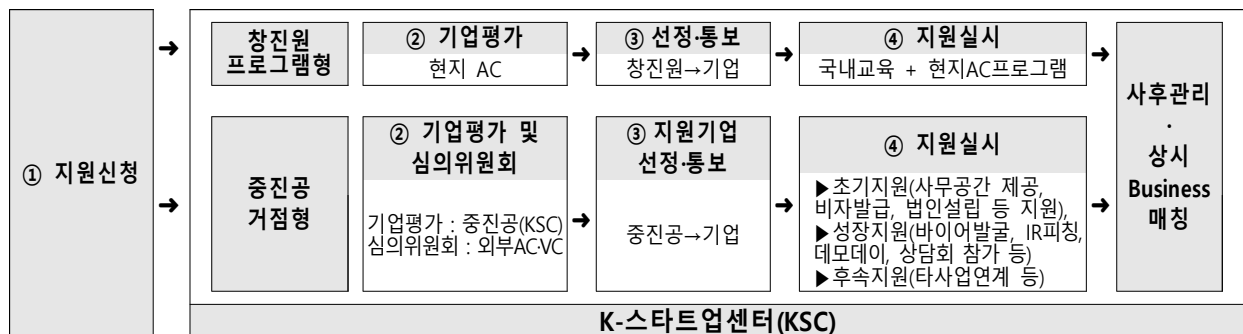 ① 지원신청
창진원
프로그램형
② 기업평가
현지 AC
③ 선정·통보
창진원→기업
④ 지원실시
국내교육 + 현지AC프로그램
중진공
거점형
② 기업평가 및
심의위원회
기업평가 : 중진공(KSC)
심의위원회 : 외부AC·VC
③ 지원기업
선정·통보
중진공→기업
④ 지원실시
▶초기지원(사무공간 제공,
비자발급, 법인설립 등 지원),
▶성장지원(바이어발굴, IR피칭,
데모데이, 상담회 참가 등)
▶후속지원(타사업연계 등)
사후관리
·
상시
Business
매칭
K-스타트업센터(KSC)